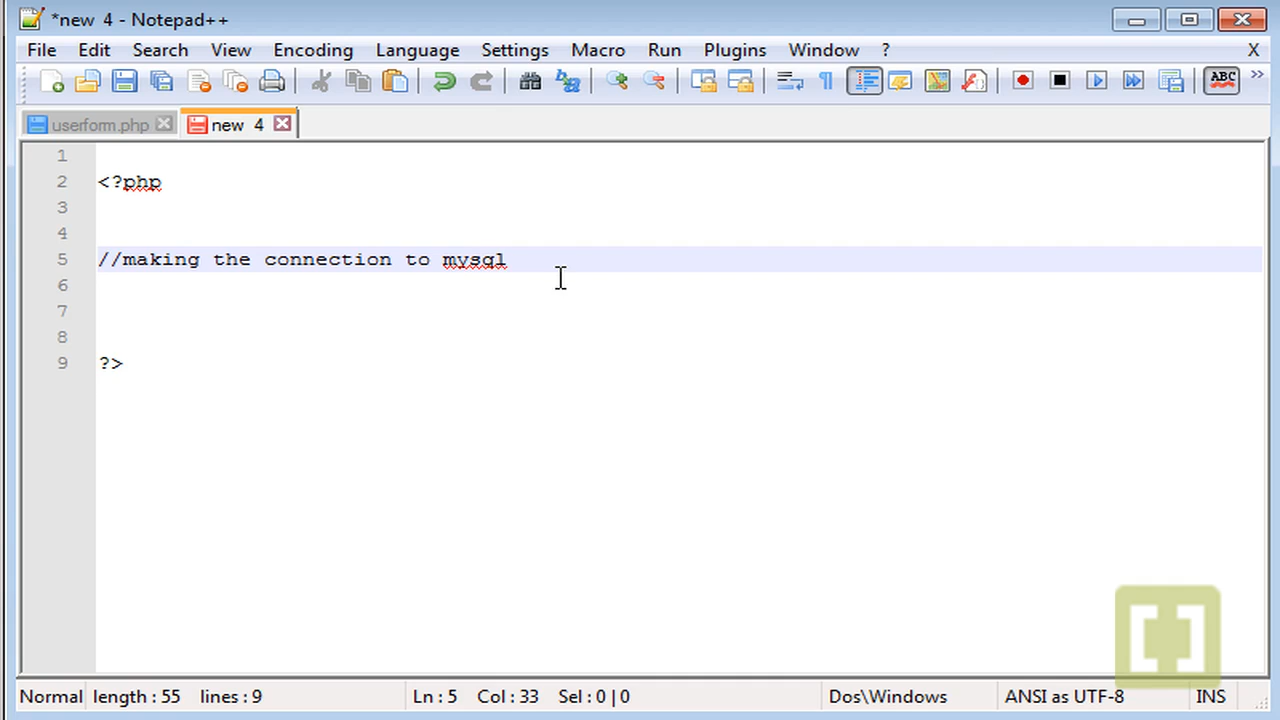 *new 4 - Notepad++
File Edit Search View Encoding Language Settings Macro Run Plugins Window ? X
ABC
userform.php new 4
1
2 <?php
3
4
5 //making the connection to mysql
6
7
8
9 ?>
Normal length : 55 lines : 9 Ln : 5 Col : 33 Sel : 0 | 0 Dos\Windows ANSI as UTF-8 INS